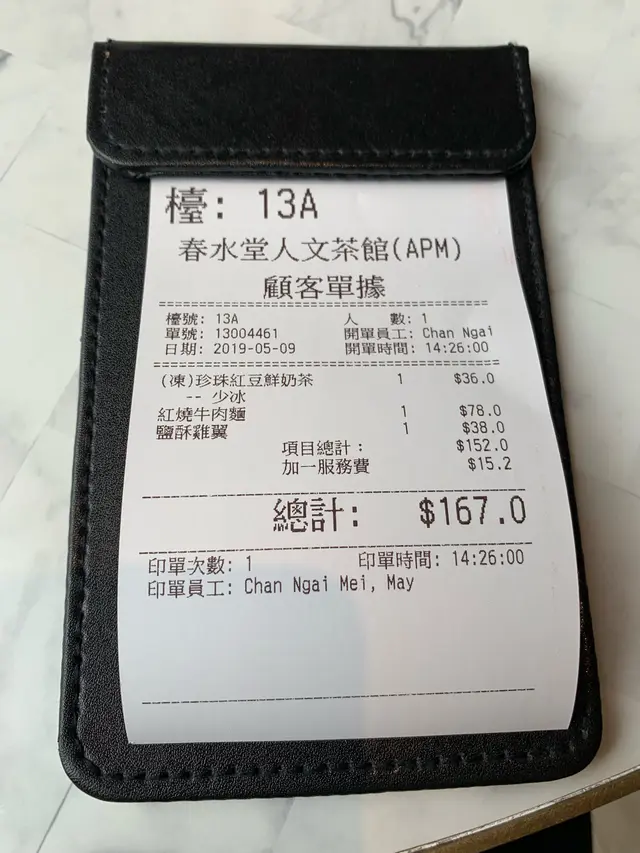 檯: 13A
春水堂人文茶館(APM)
顧客單據
檯號: 13A 人 數: 1
單號: 13004461 開單員工: Chan Ngai
日期: 2019-05-09 開單時間: 14:26:00
(凍)珍珠紅豆鮮奶茶 1 $36.0
-- 少冰
紅燒牛肉麵 1 $78.0
鹽酥雞翼 1 $38.0
項目總計: $152.0
加一服務費 $15.2
總計: $167.0
印單次數: 1 印單時間: 14:26:00
印單員工: Chan Ngai Mei, May